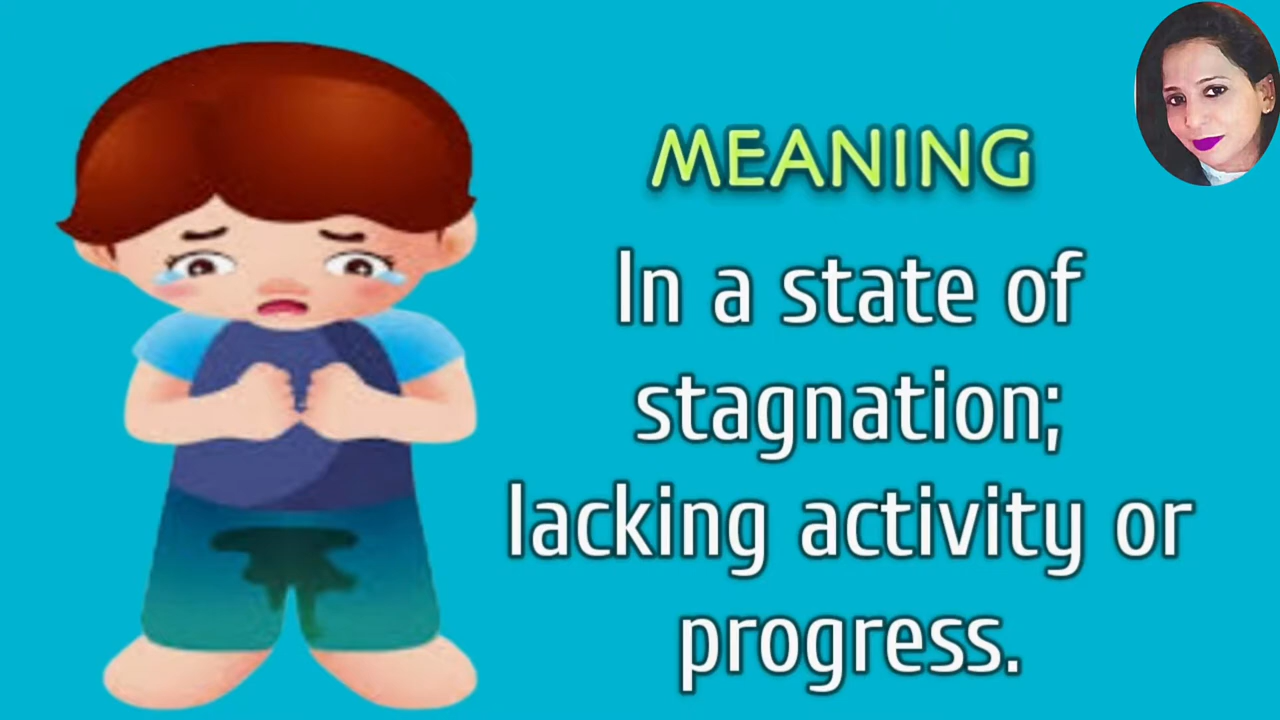 MEANING
In a state of
stagnation;
lacking activity or
progress.